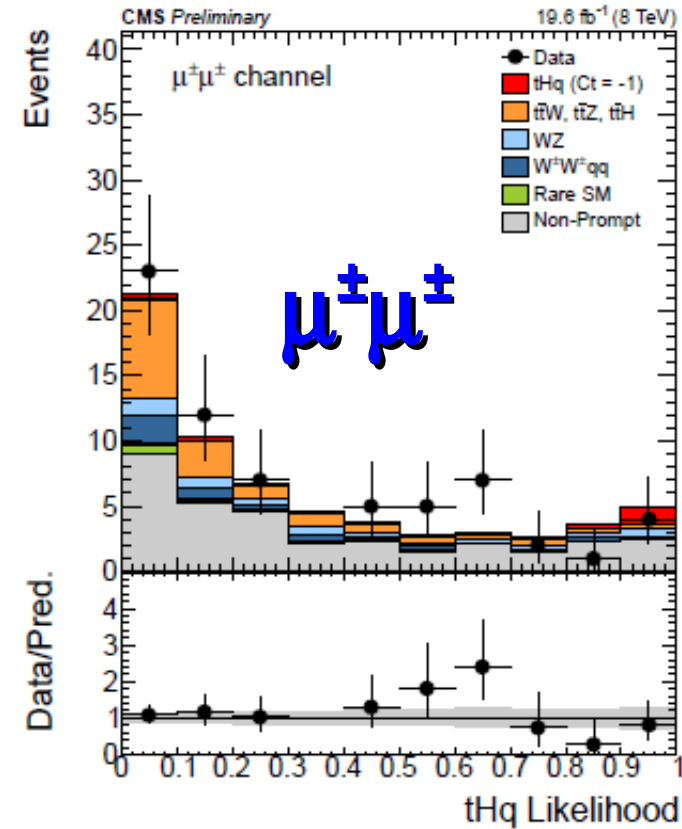 CMS Preliminary 19.6 fb⁻¹ (8 TeV)
Events
40
35
30
25
20
15
10
5
0
μ±μ± channel
Data
tHq (Ct = -1)
tt̄W, tt̄Z, tt̄H
WZ
W±W±qq
Rare SM
Non-Prompt
μ±μ±
Data/Pred.
4
3
2
1
0
0 0.1 0.2 0.3 0.4 0.5 0.6 0.7 0.8 0.9 1
tHq Likelihood